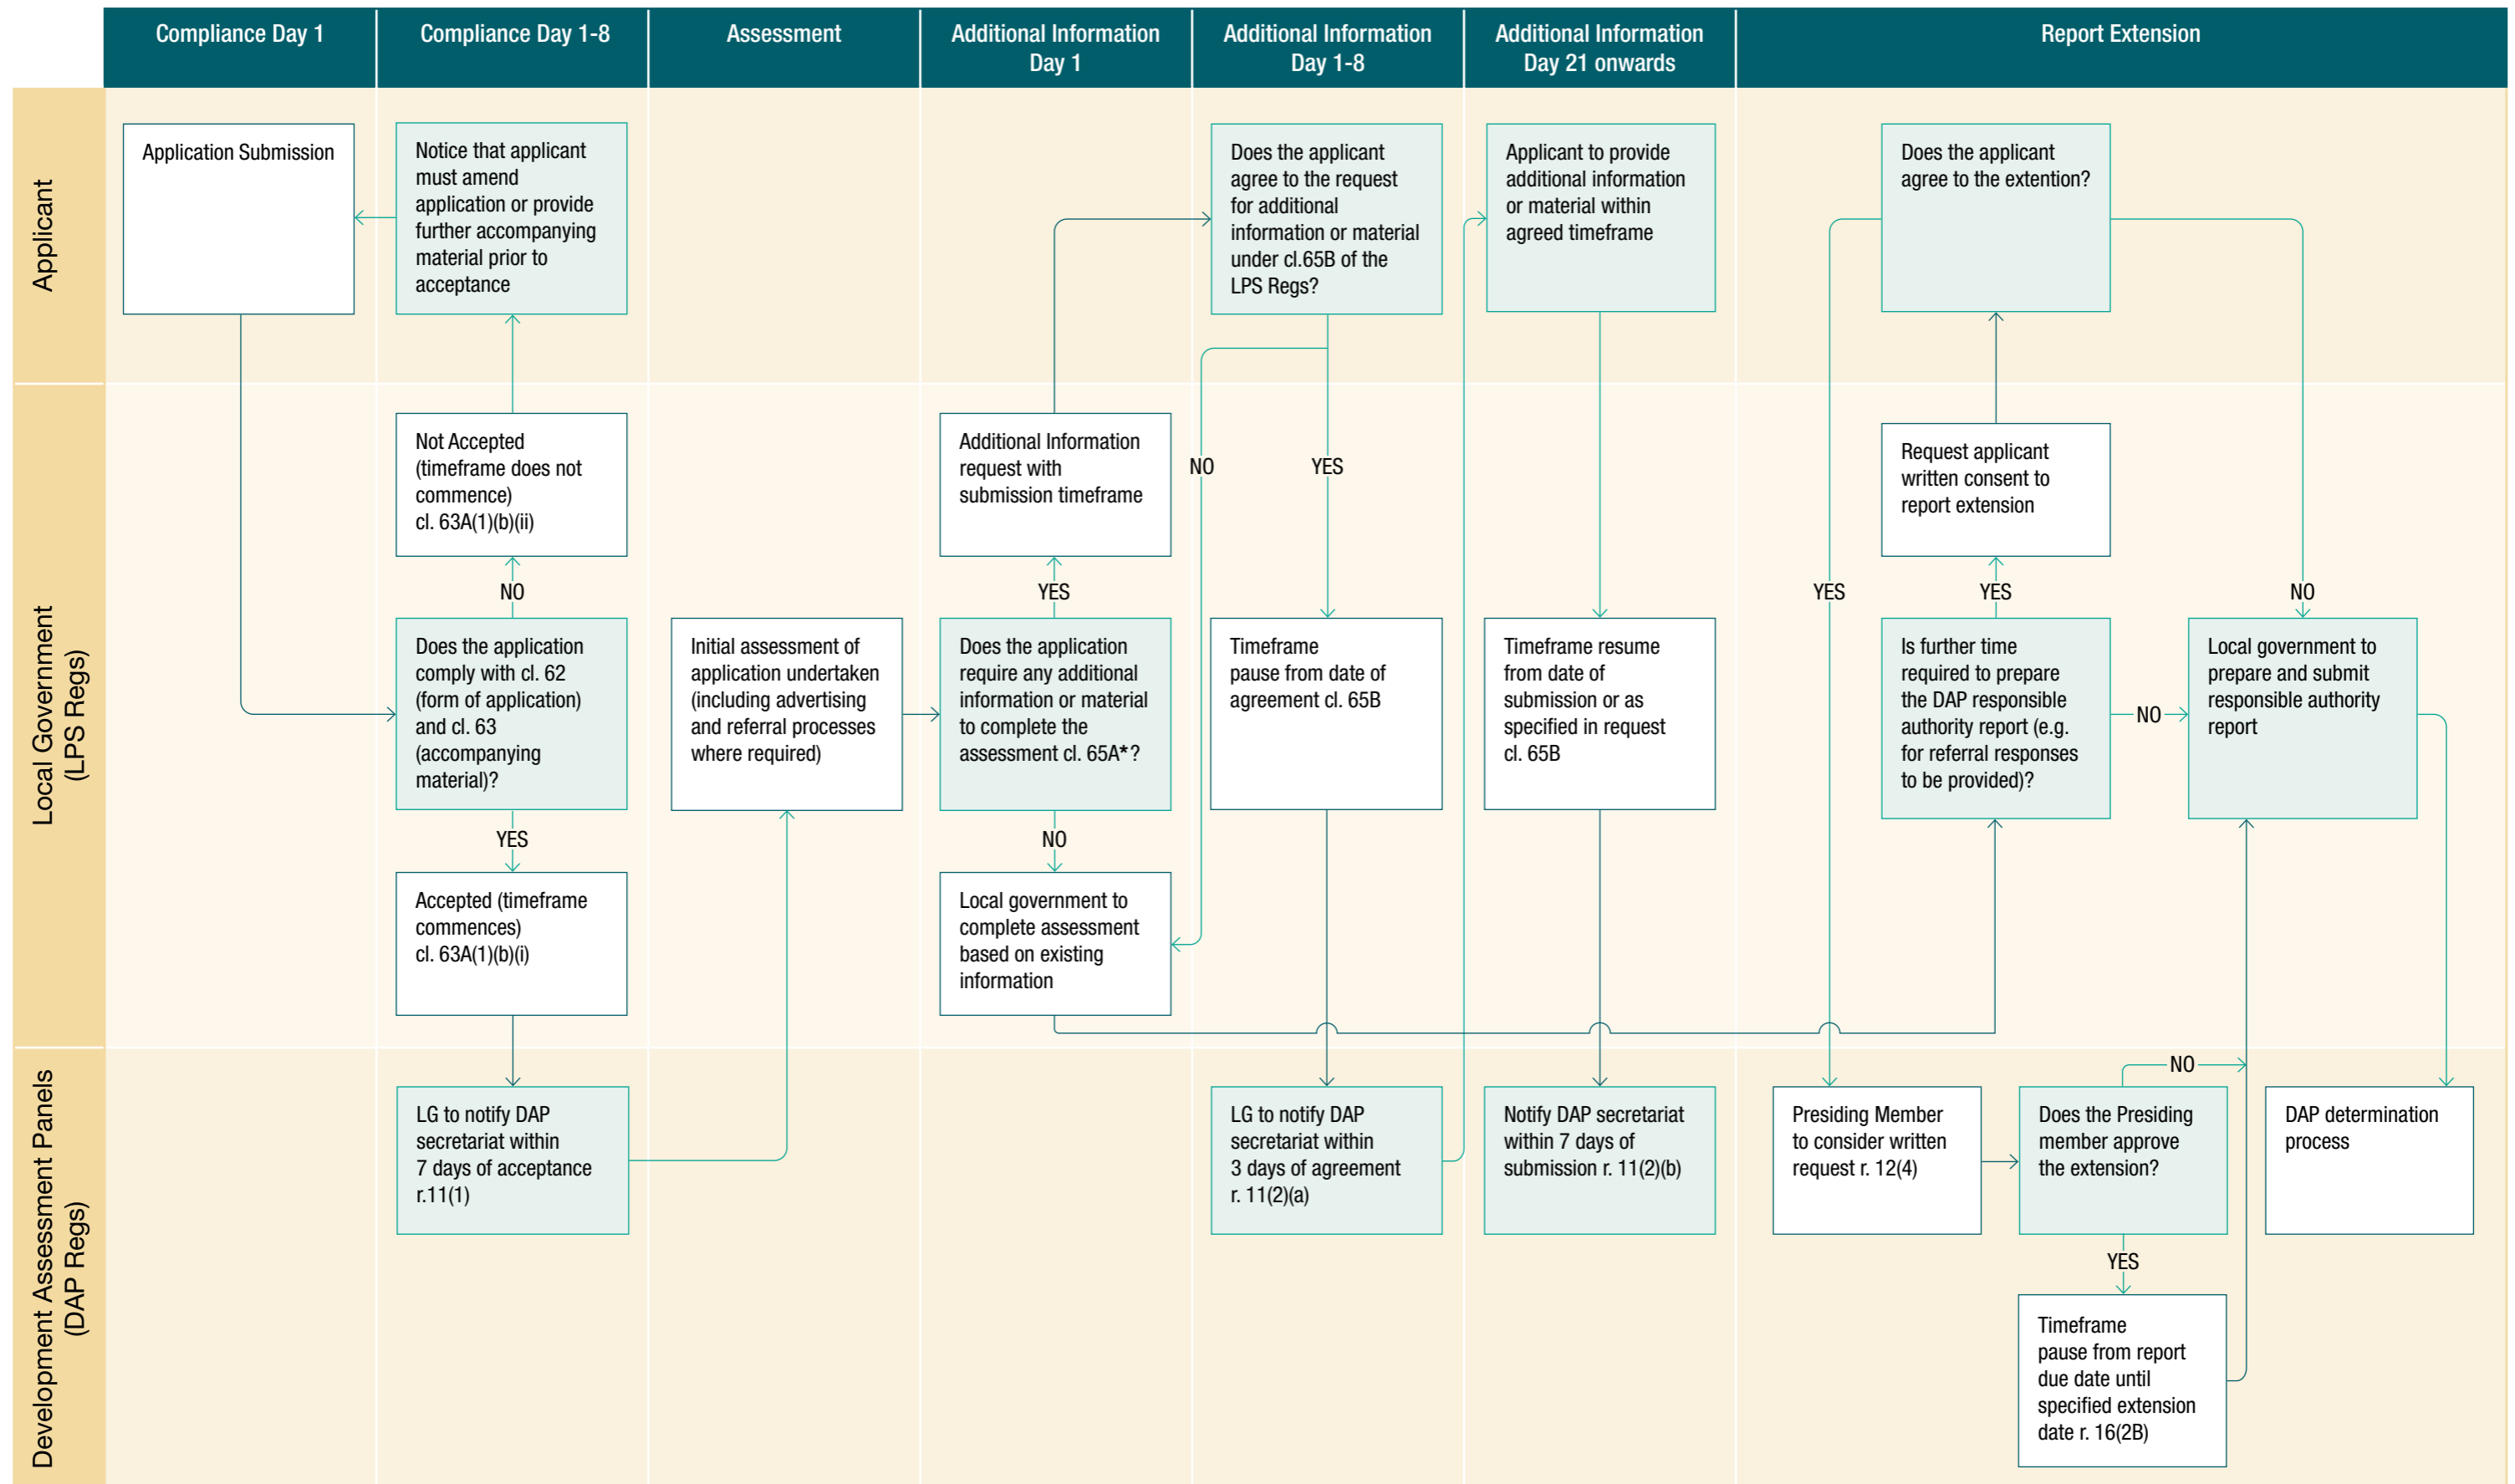 Compliance Day 1
Compliance Day 1-8
Assessment
Additional Information
Day 1
Additional Information
Day 1-8
Additional Information
Day 21 onwards
Report Extension
Applicant
Application Submission
Notice that applicant
must amend
application or provide
further accompanying
material prior to
acceptance
Does the applicant
agree to the request
for additional
information or material
under cl.65B of the
LPS Regs?
Applicant to provide
additional information
or material within
agreed timeframe
Does the applicant
agree to the extention?
Local Government
(LPS Regs)
Not Accepted
(timeframe does not
commence)
cl. 63A(1)(b)(ii)
Additional Information
request with
submission timeframe
NO
YES
Request applicant
written consent to
report extension
NO
YES
YES
YES
NO
Does the application
comply with cl. 62
(form of application)
and cl. 63
(accompanying
material)?
Initial assessment of
application undertaken
(including advertising
and referral processes
where required)
Does the application
require any additional
information or material
to complete the
assessment cl. 65A*?
Timeframe
pause from date of
agreement cl. 65B
Timeframe resume
from date of
submission or as
specified in request
cl. 65B
Is further time
required to prepare
the DAP responsible
authority report (e.g.
for referral responses
to be provided)?
NO
Local government to
prepare and submit
responsible authority
report
YES
NO
Accepted (timeframe
commences)
cl. 63A(1)(b)(i)
Local government to
complete assessment
based on existing
information
Development Assessment Panels
(DAP Regs)
NO
LG to notify DAP
secretariat within
7 days of acceptance
r.11(1)
LG to notify DAP
secretariat within
3 days of agreement
r. 11(2)(a)
Notify DAP secretariat
within 7 days of
submission r. 11(2)(b)
Presiding Member
to consider written
request r. 12(4)
Does the Presiding
member approve
the extension?
DAP determination
process
YES
Timeframe
pause from report
due date until
specified extension
date r. 16(2B)